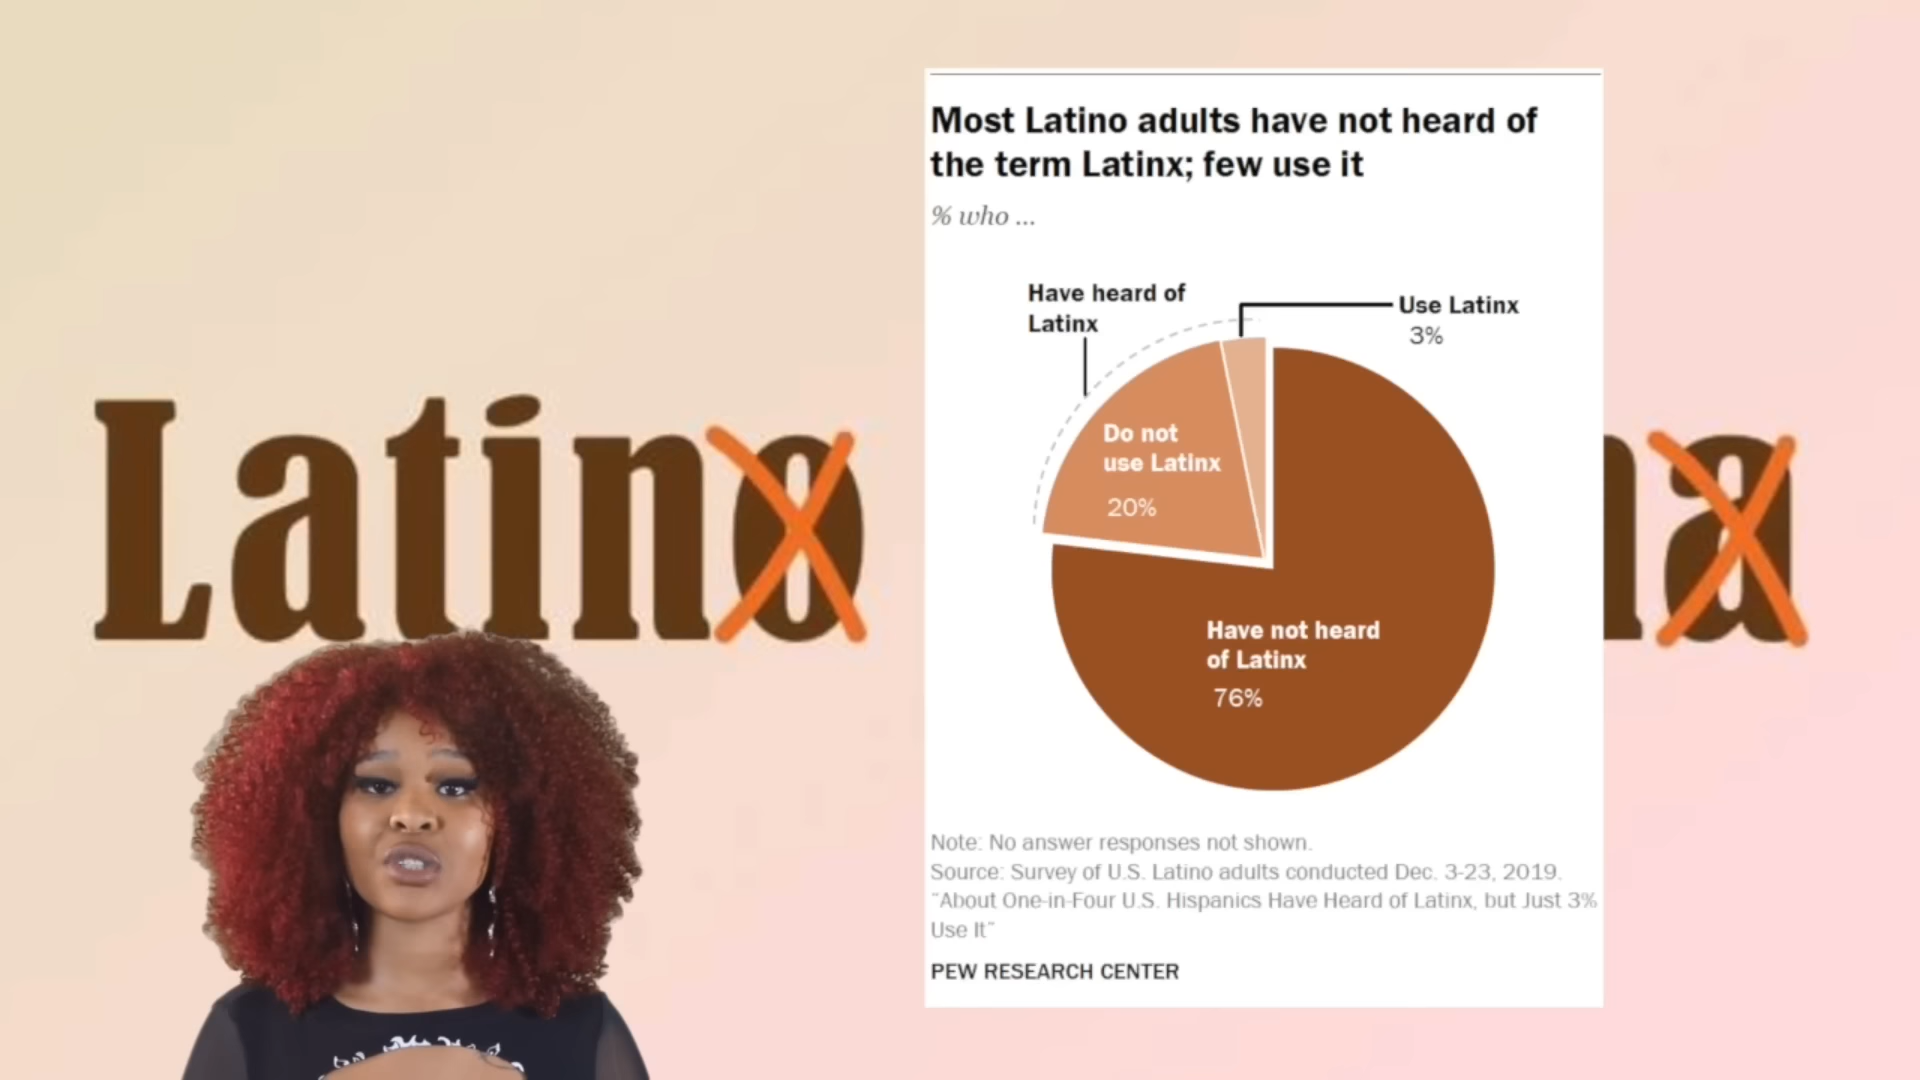 Most Latino adults have not heard of
the term Latinx; few use it
% who ...
Have heard of
Latinx
Use Latinx
3%
Do not
use Latinx
20%
Have not heard
of Latinx
76%
Note: No answer responses not shown.
Source: Survey of U.S. Latino adults conducted Dec. 3-23, 2019.
“About One-in-Four U.S. Hispanics Have Heard of Latinx, but Just 3%
Use It”
PEW RESEARCH CENTER
Latino
a